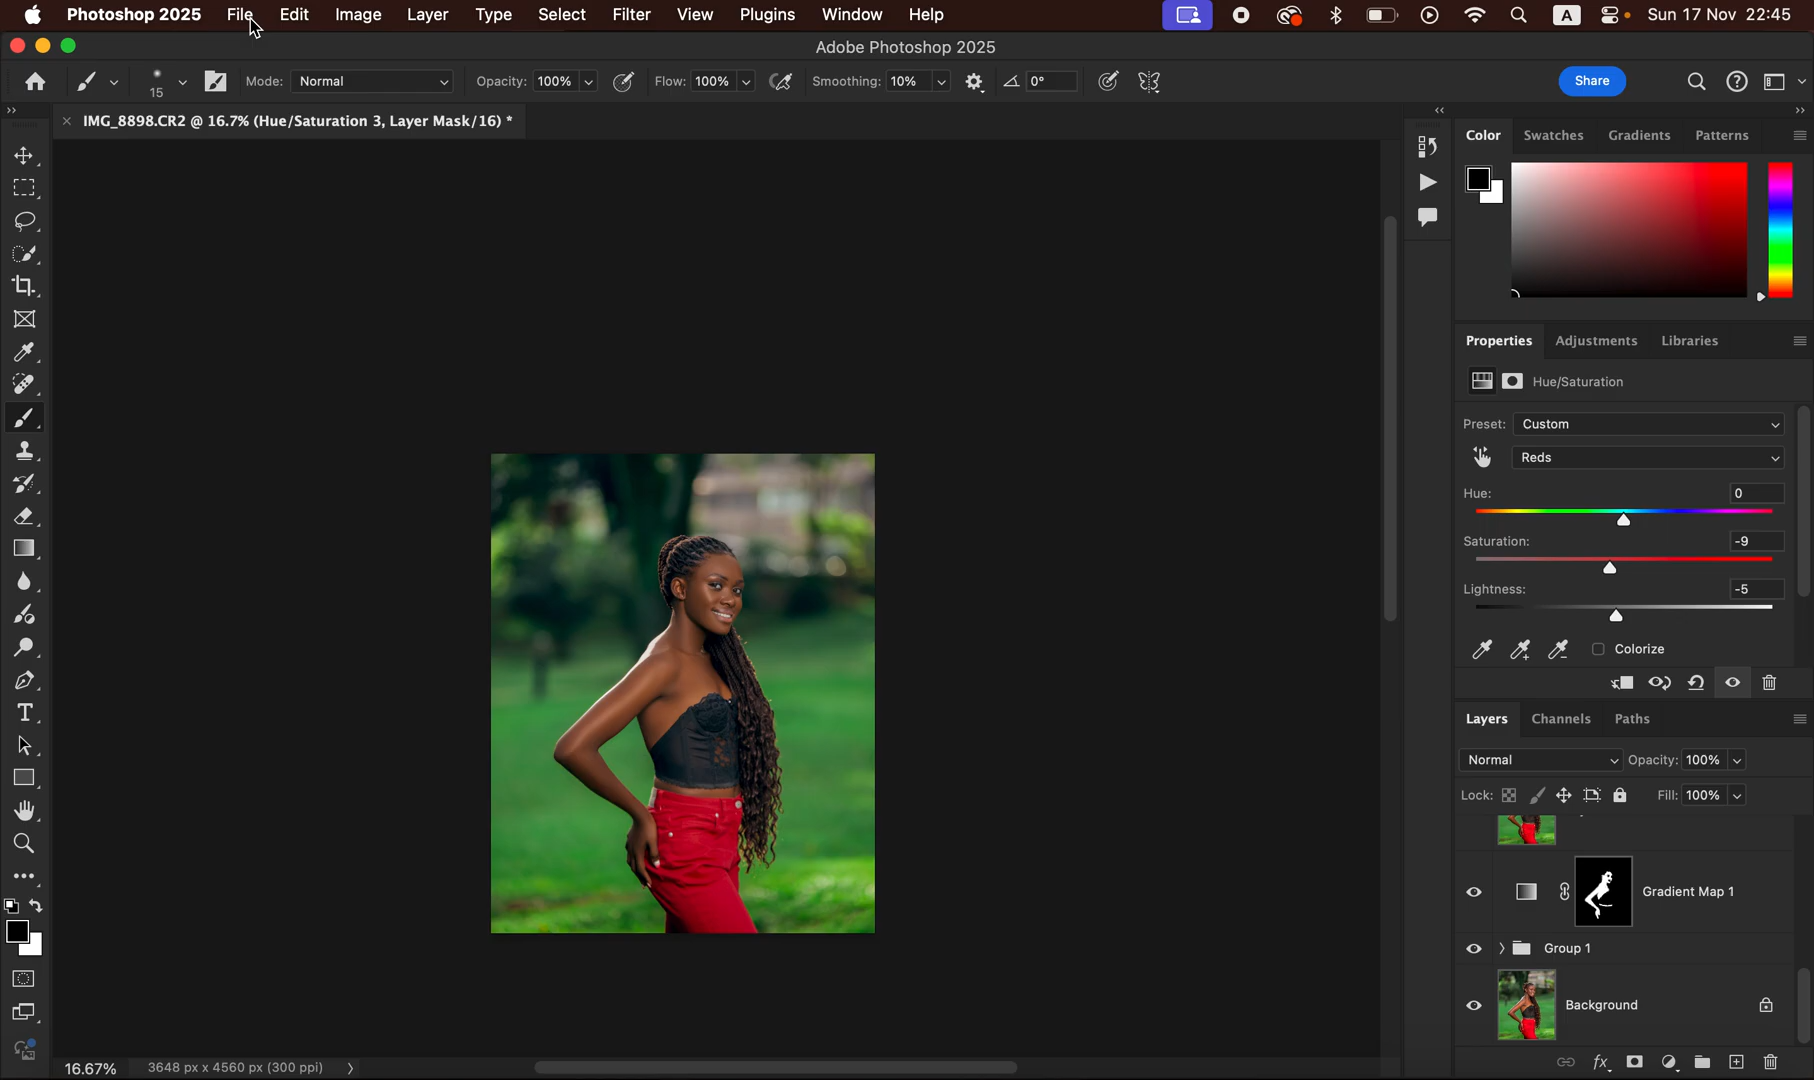 Photoshop 2025 File Edit Image Layer Type Select Filter View Plugins Window Help A Sun 17 Nov 22:45
Adobe Photoshop 2025
15 Mode: Normal Opacity: 100% Flow: 100% Smoothing: 10% 0° Share
× IMG_8898.CR2 @ 16.7% (Hue/Saturation 3, Layer Mask/16) *
Color Swatches Gradients Patterns
Properties Adjustments Libraries
Hue/Saturation
Preset: Custom
Reds
Hue: 0
Saturation: -9
Lightness: -5
Colorize
Layers Channels Paths
Normal Opacity: 100%
Lock: Fill: 100%
Gradient Map 1
Group 1
Background
16.67% 3648 px x 4560 px (300 ppi)
fx